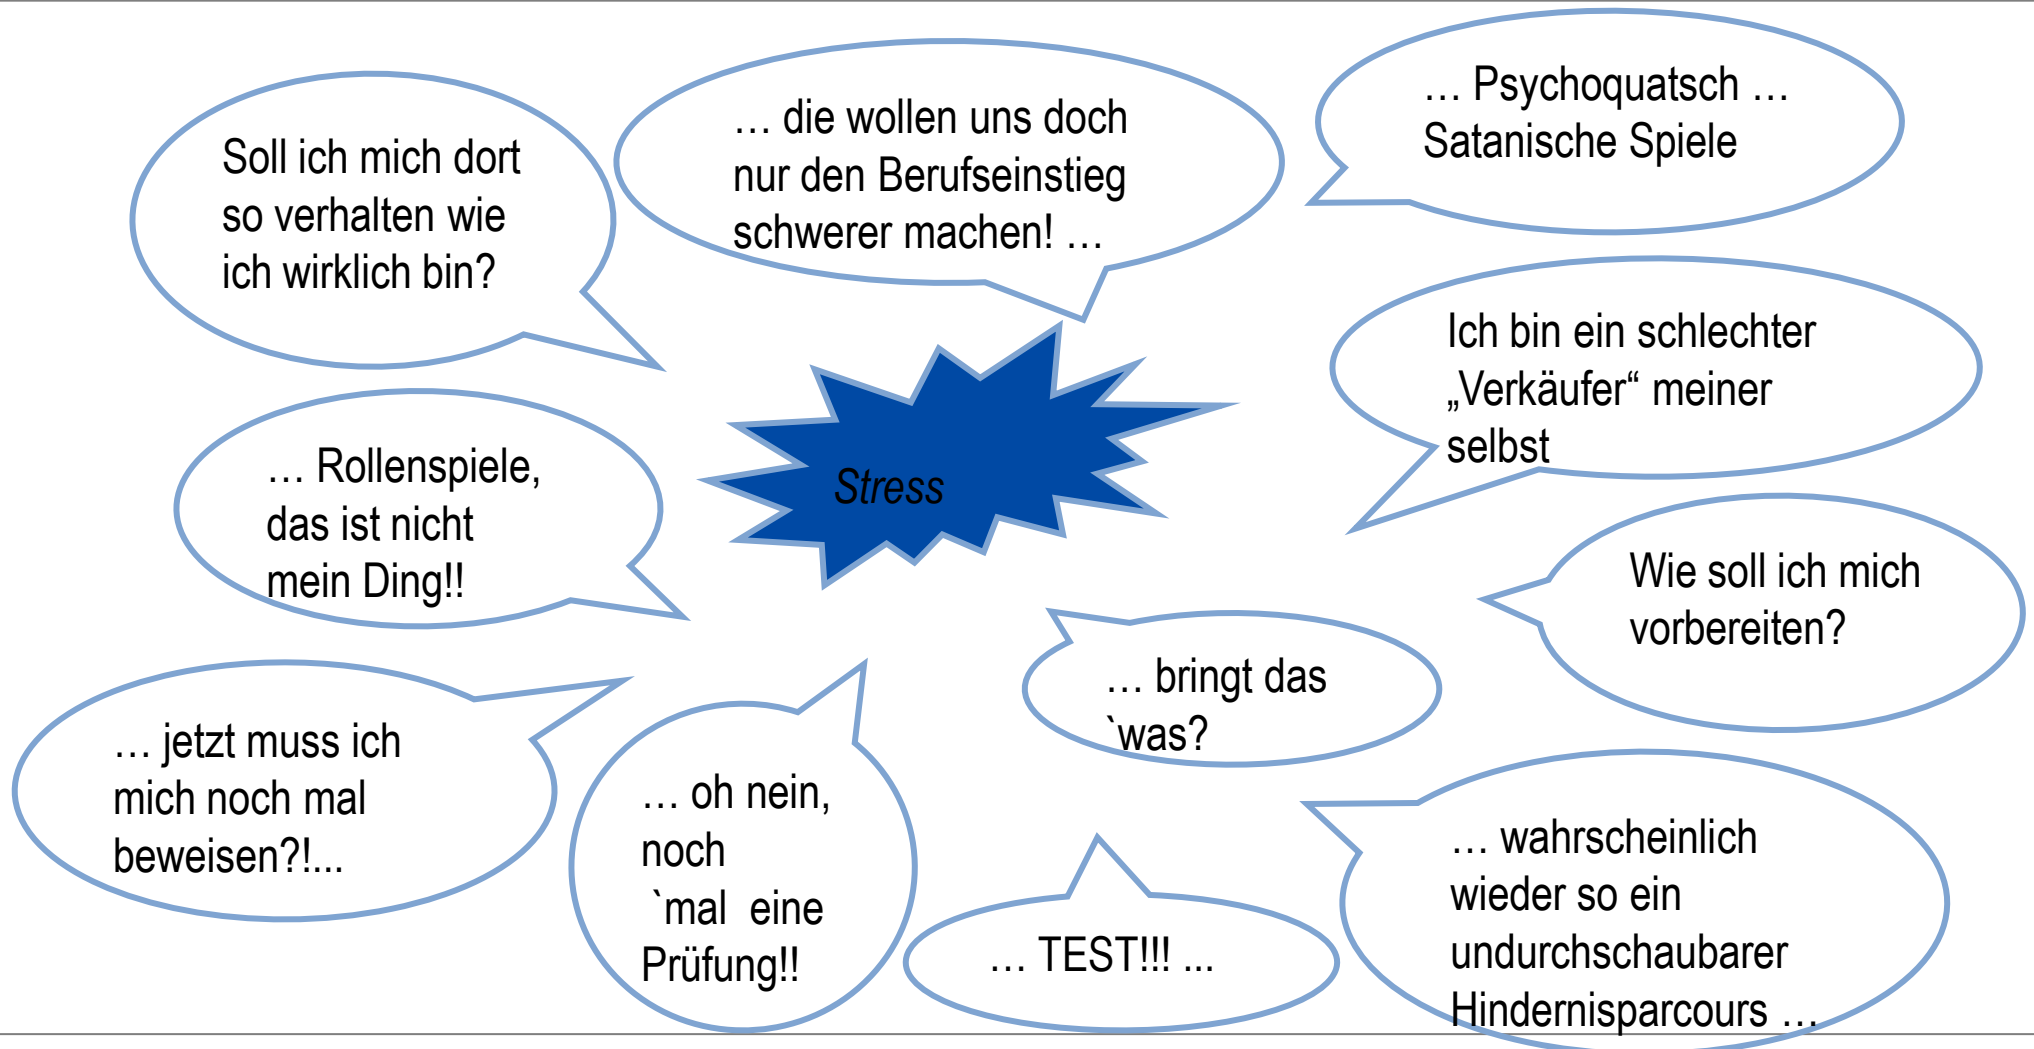 Soll ich mich dort
so verhalten wie
ich wirklich bin?
… die wollen uns doch
nur den Berufseinstieg
schwerer machen! …
… Psychoquatsch …
Satanische Spiele
Ich bin ein schlechter
„Verkäufer“ meiner
selbst
Stress
… Rollenspiele,
das ist nicht
mein Ding!!
Wie soll ich mich
vorbereiten?
… bringt das
`was?
… jetzt muss ich
mich noch mal
beweisen?!...
… oh nein,
noch
`mal eine
Prüfung!!
… TEST!!! ...
… wahrscheinlich
wieder so ein
undurchschaubarer
Hindernisparcours …